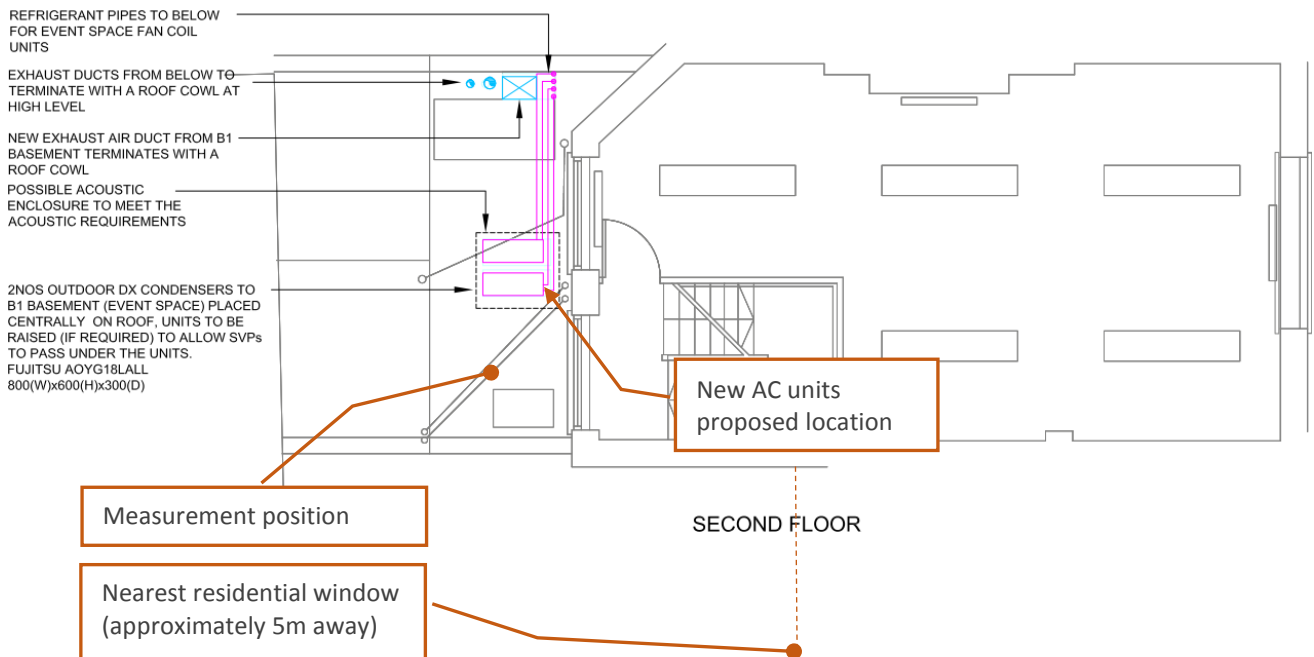 REFRIGERANT PIPES TO BELOW
FOR EVENT SPACE FAN COIL
UNITS
EXHAUST DUCTS FROM BELOW TO
TERMINATE WITH A ROOF COWL AT
HIGH LEVEL
NEW EXHAUST AIR DUCT FROM B1
BASEMENT TERMINATES WITH A
ROOF COWL
POSSIBLE ACOUSTIC
ENCLOSURE TO MEET THE
ACOUSTIC REQUIREMENTS
2NOS OUTDOOR DX CONDENSERS TO
B1 BASEMENT (EVENT SPACE) PLACED
CENTRALLY ON ROOF, UNITS TO BE
RAISED (IF REQUIRED) TO ALLOW SVPs
TO PASS UNDER THE UNITS.
FUJITSU AOYG18LALL
800(W)x600(H)x300(D)
New AC units
proposed location
Measurement position
SECOND FLOOR
Nearest residential window
(approximately 5m away)